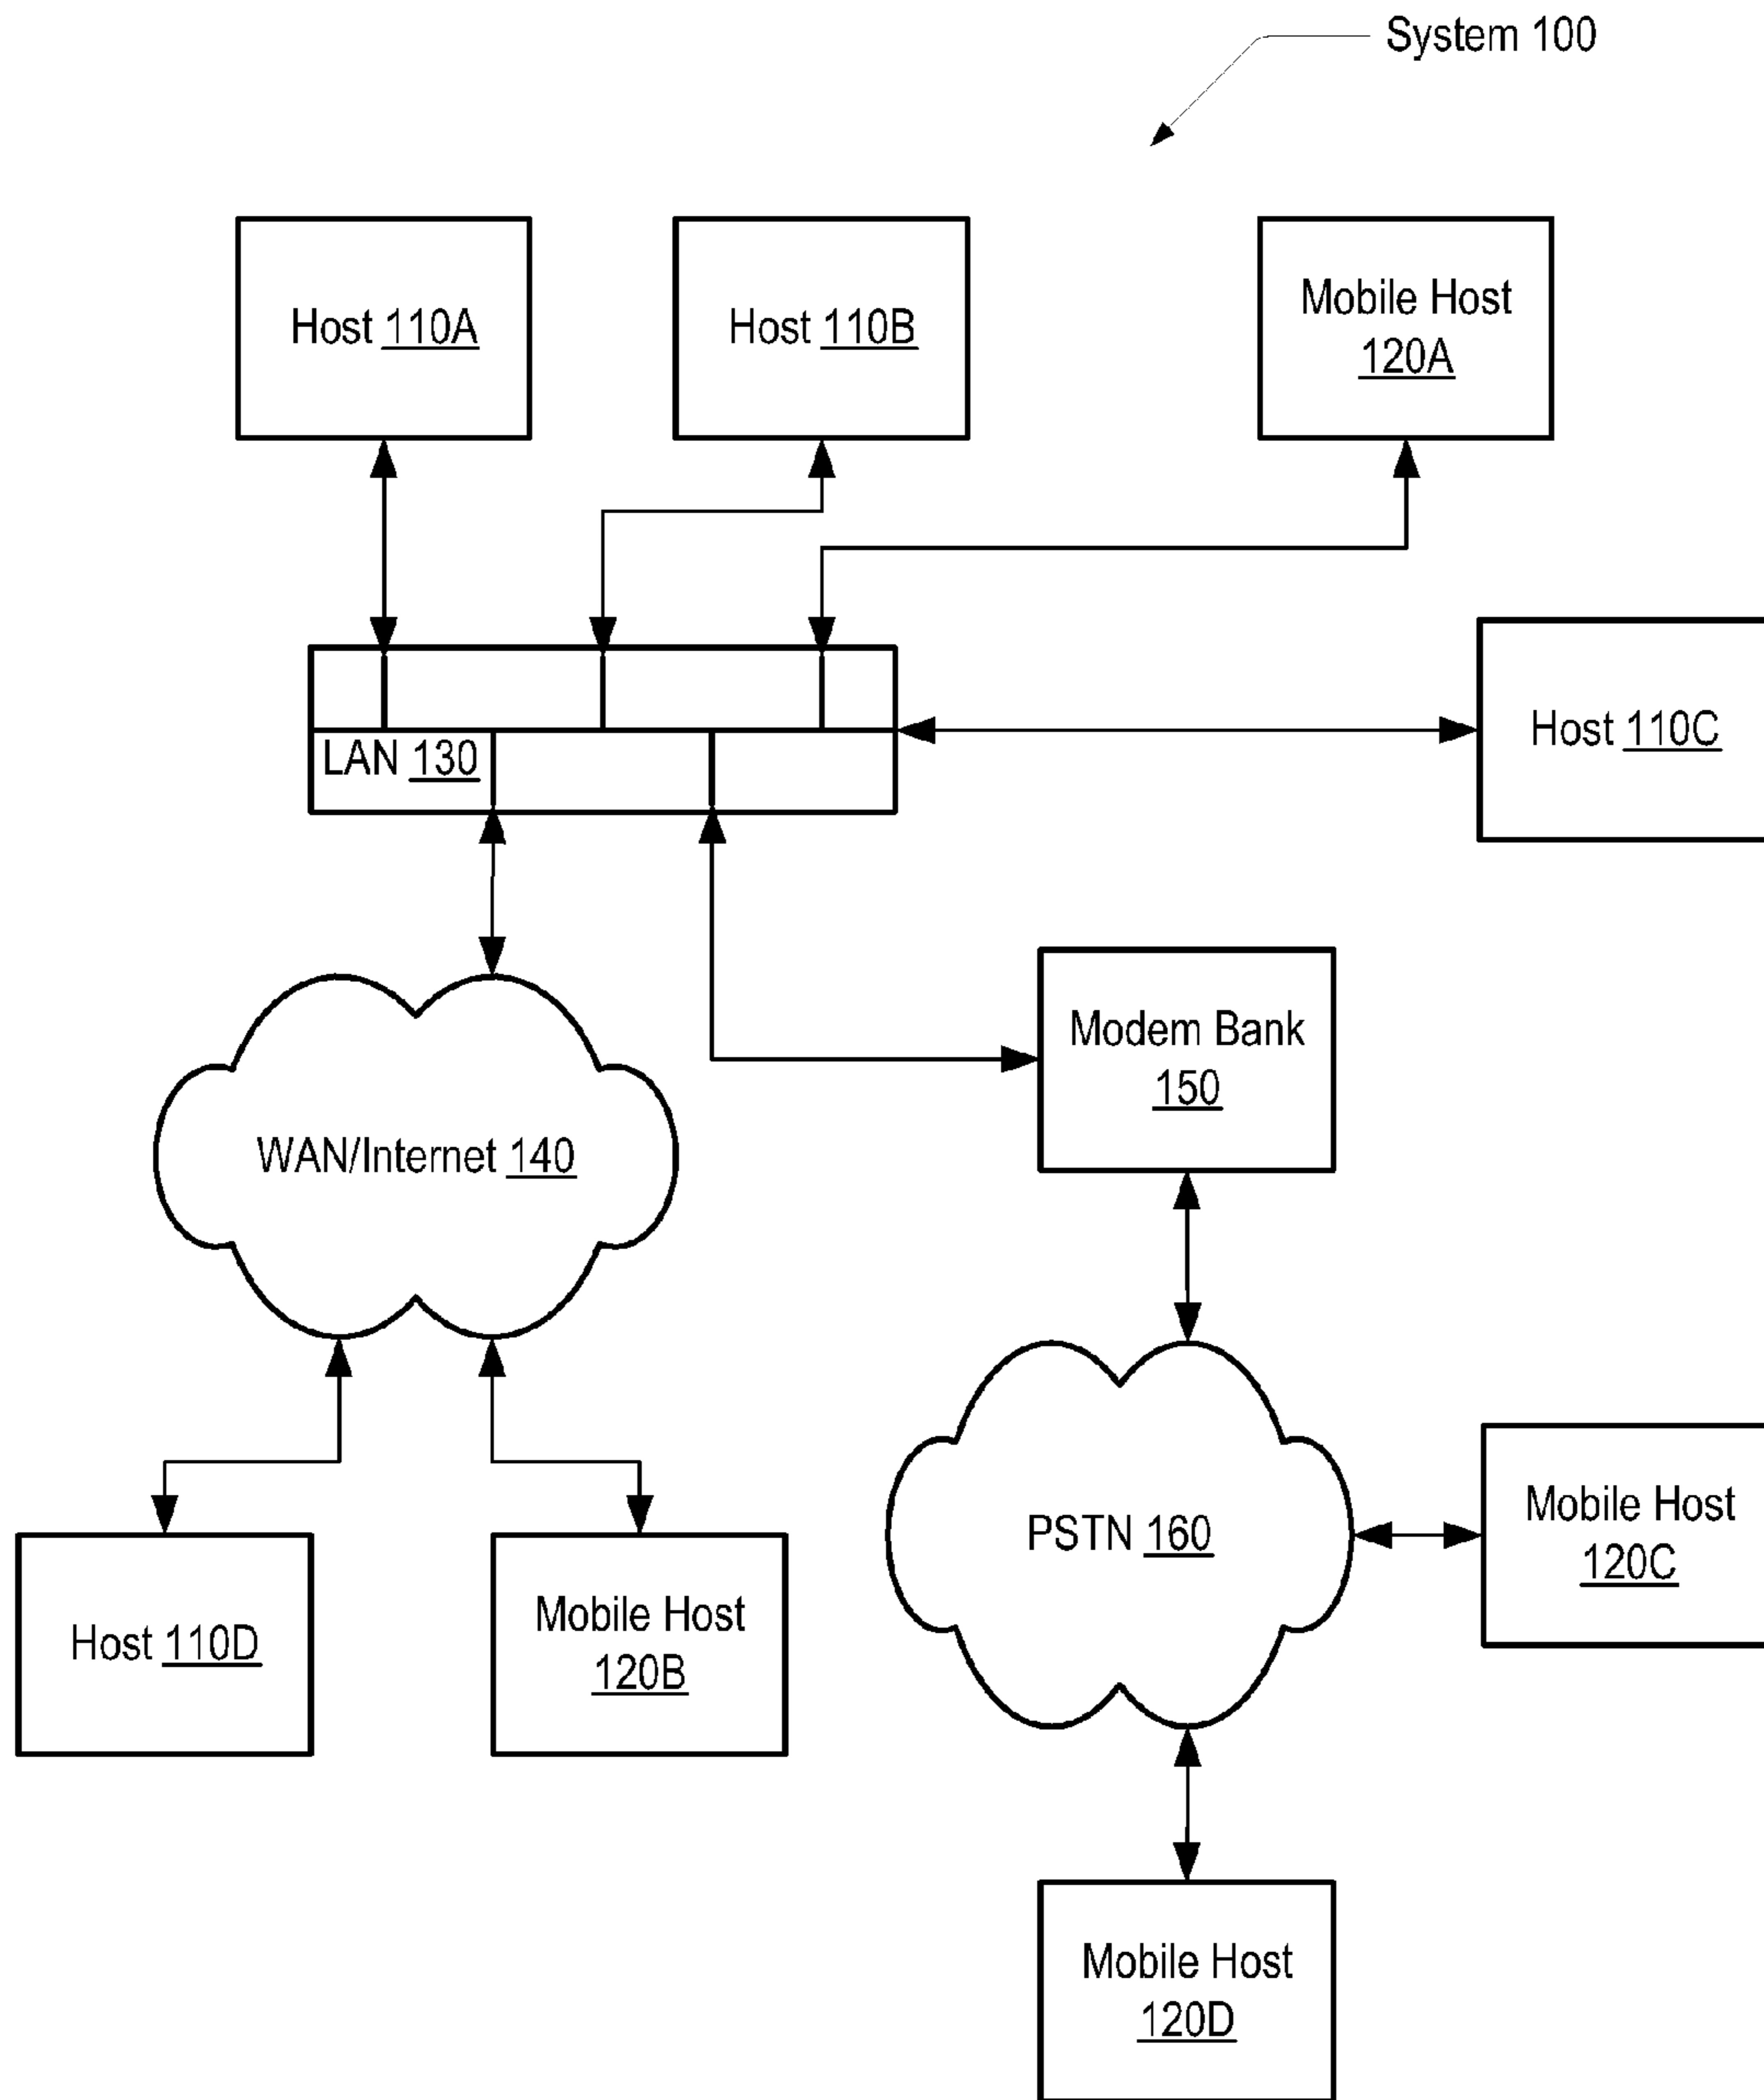 System 100
Host 110A
Host 110B
Mobile Host
120A
Host 110C
LAN 130
Modem Bank
150
WAN/Internet 140
PSTN 160
Mobile Host
120C
Host 110D
Mobile Host
120B
Mobile Host
120D